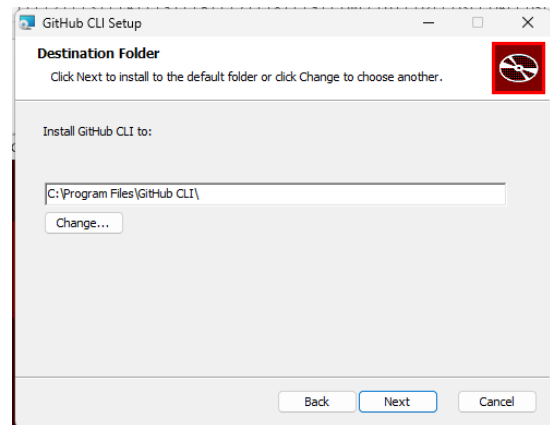 GitHub CLI Setup
Destination Folder
Click Next to install to the default folder or click Change to choose another.
Install GitHub CLI to:
C:\Program Files\GitHub CLI\
Change...
Back
Next
Cancel